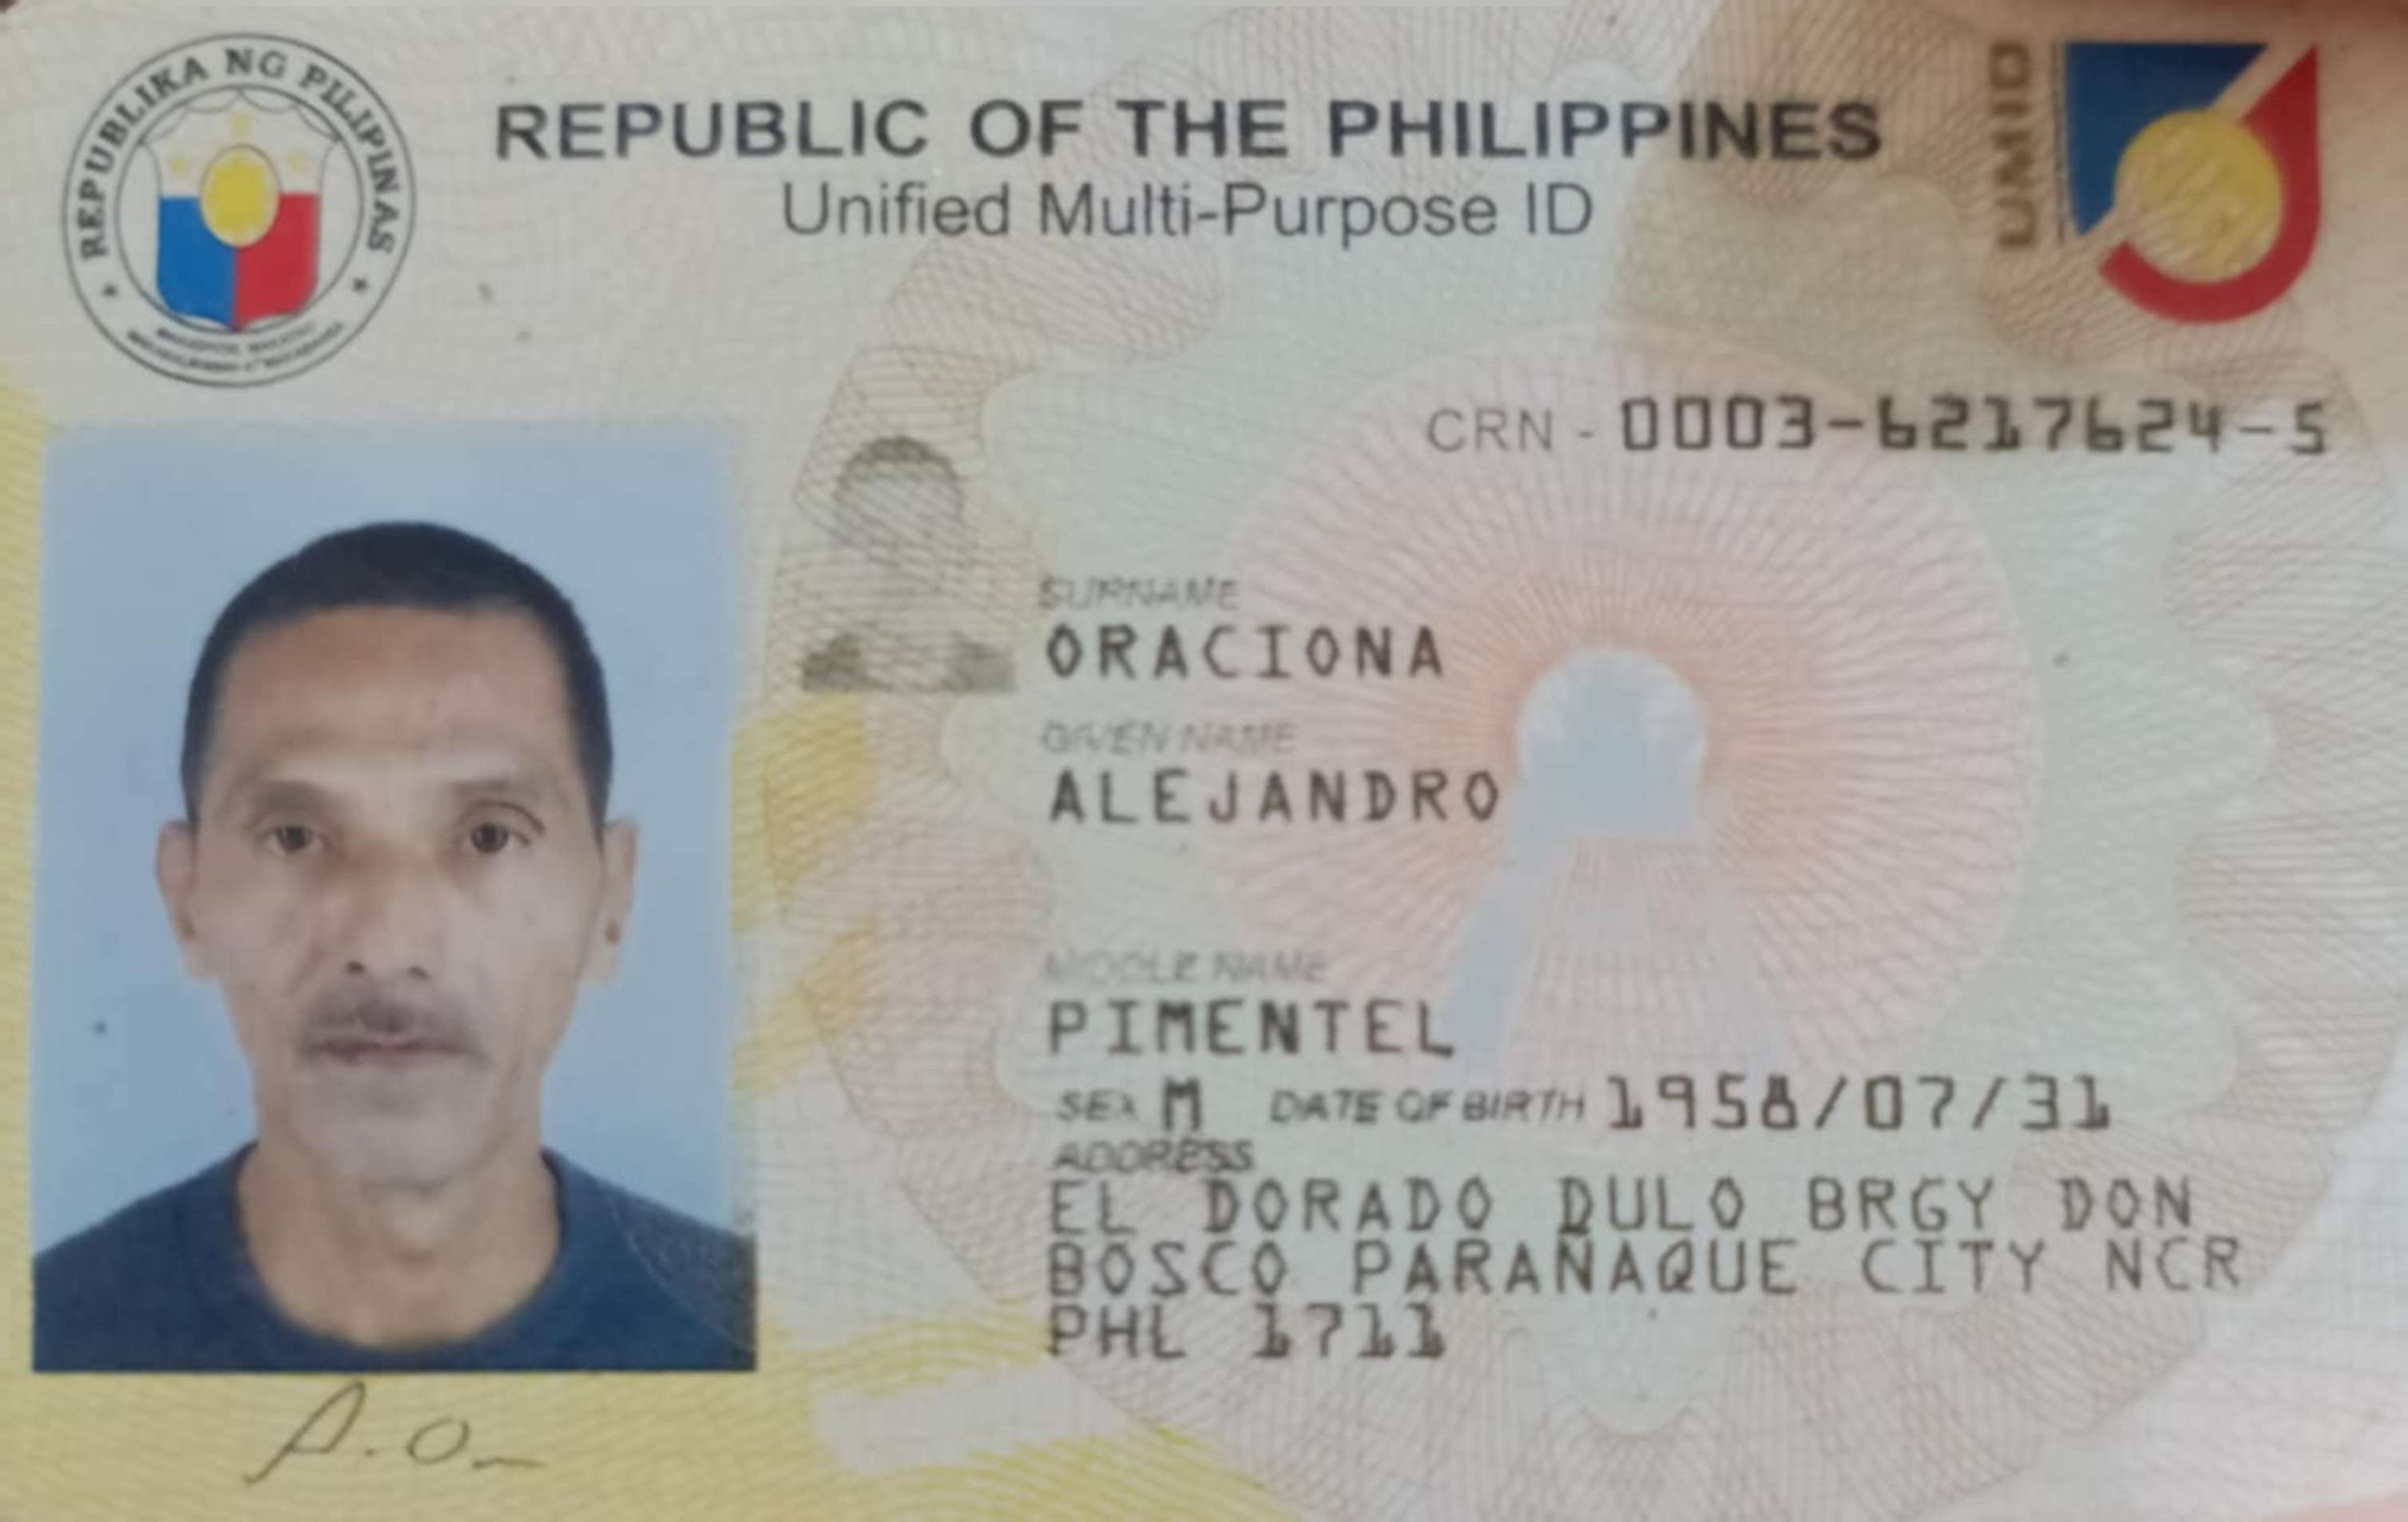 REPUBLIKA NG PILIPINAS
REPUBLIC OF THE PHILIPPINES
Unified Multi-Purpose ID
UMID
CRN - 0003-6217624-5
SURNAME
ORACIONA
GIVEN NAME
ALEJANDRO
MIDDLE NAME
PIMENTEL
SEX M DATE OF BIRTH 1958/07/31
ADDRESS
EL DORADO DULO BRGY DON
BOSCO PARAÑAQUE CITY NCR
PHL 1711
A.O